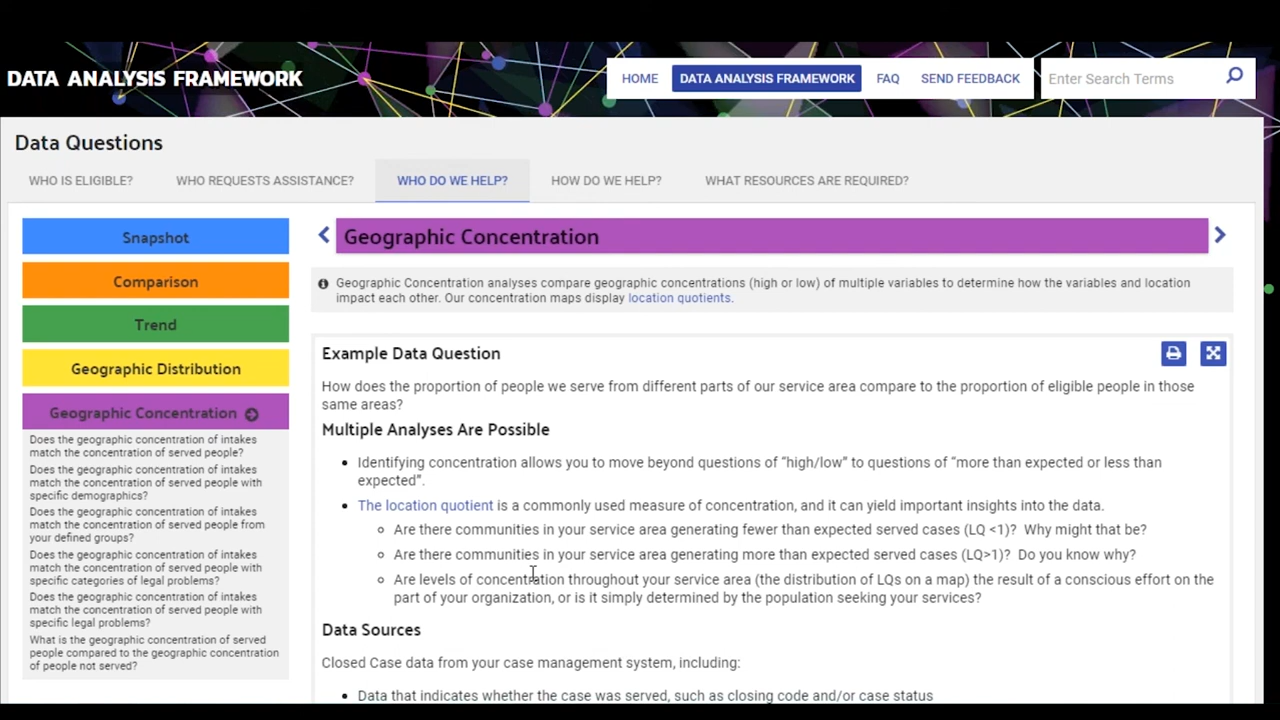 DATA ANALYSIS FRAMEWORK
HOME
DATA ANALYSIS FRAMEWORK
FAQ
SEND FEEDBACK
Enter Search Terms
Data Questions
WHO IS ELIGIBLE?
WHO REQUESTS ASSISTANCE?
WHO DO WE HELP?
HOW DO WE HELP?
WHAT RESOURCES ARE REQUIRED?
Snapshot
Comparison
Trend
Geographic Distribution
Geographic Concentration
Does the geographic concentration of intakes
match the concentration of served people?
Does the geographic concentration of intakes
match the concentration of served people with
specific demographics?
Does the geographic concentration of intakes
match the concentration of served people from
your defined groups?
Does the geographic concentration of intakes
match the concentration of served people with
specific categories of legal problems?
Does the geographic concentration of intakes
match the concentration of served people with
specific legal problems?
What is the geographic concentration of served
people compared to the geographic concentration
of people not served?
Geographic Concentration
Geographic Concentration analyses compare geographic concentrations (high or low) of multiple variables to determine how the variables and location
impact each other. Our concentration maps display location quotients.
Example Data Question
How does the proportion of people we serve from different parts of our service area compare to the proportion of eligible people in those
same areas?
Multiple Analyses Are Possible
Identifying concentration allows you to move beyond questions of “high/low” to questions of “more than expected or less than
expected”.
The location quotient is a commonly used measure of concentration, and it can yield important insights into the data.
Are there communities in your service area generating fewer than expected served cases (LQ <1)? Why might that be?
Are there communities in your service area generating more than expected served cases (LQ>1)? Do you know why?
Are levels of concentration throughout your service area (the distribution of LQs on a map) the result of a conscious effort on the
part of your organization, or is it simply determined by the population seeking your services?
Data Sources
Closed Case data from your case management system, including:
Data that indicates whether the case was served, such as closing code and/or case status